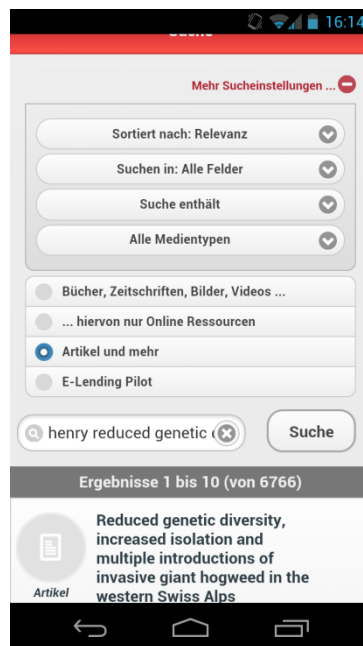 16:14
Suche
Mehr Sucheinstellungen ...
Sortiert nach: Relevanz
Suchen in: Alle Felder
Suche enthält
Alle Medientypen
Bücher, Zeitschriften, Bilder, Videos ...
... hiervon nur Online Ressourcen
Artikel und mehr
E-Lending Pilot
henry reduced genetic
Suche
Ergebnisse 1 bis 10 (von 6766)
Reduced genetic diversity,
increased isolation and
multiple introductions of
invasive giant hogweed in the
western Swiss Alps
Artikel